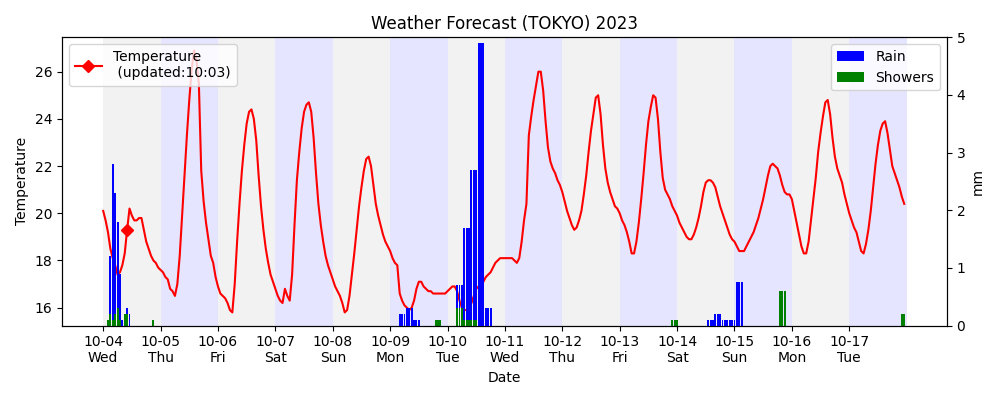 Weather Forecast (TOKYO) 2023
Temperature
(updated:10:03)
Rain
Showers
Temperature
26
24
22
20
18
16
5
4
3
2
1
0
mm
10-04 10-05 10-06 10-07 10-08 10-09 10-10 10-11 10-12 10-13 10-14 10-15 10-16 10-17
Wed Thu Fri Sat Sun Mon Tue Wed Thu Fri Sat Sun Mon Tue
Date